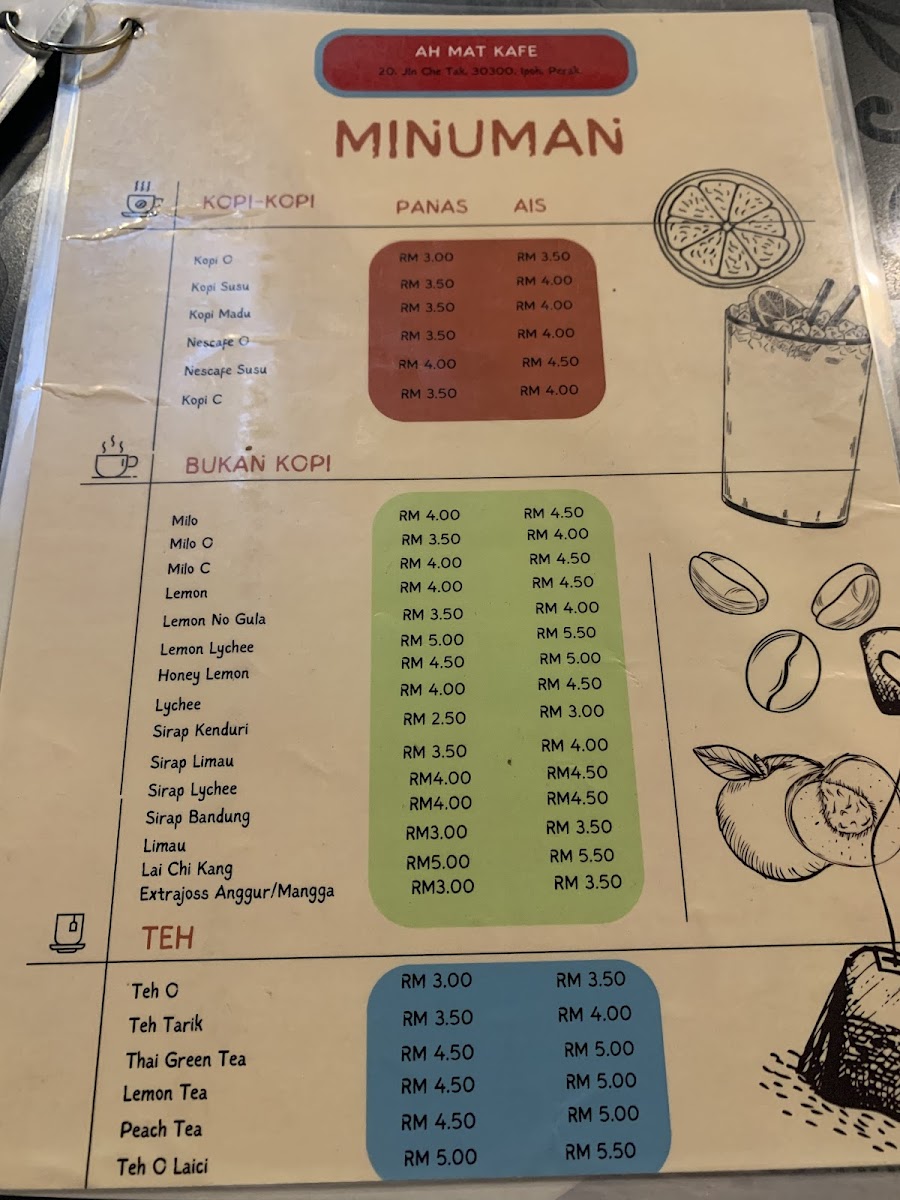 AH MAT KAFE
20, Jln Che Tak, 30300, Ipoh, Perak
MINUMAN
KOPI-KOPI PANAS AIS
Kopi O RM 3.00 RM 3.50
Kopi Susu RM 3.50 RM 4.00
Kopi Madu RM 3.50 RM 4.00
Nescafe O RM 3.50 RM 4.00
Nescafe Susu RM 4.00 RM 4.50
Kopi C RM 3.50 RM 4.00
BUKAN KOPI
Milo RM 4.00 RM 4.50
Milo O RM 3.50 RM 4.00
Milo C RM 4.00 RM 4.50
Lemon RM 4.00 RM 4.50
Lemon No Gula RM 3.50 RM 4.00
Lemon Lychee RM 5.00 RM 5.50
Honey Lemon RM 4.50 RM 5.00
Lychee RM 4.00 RM 4.50
Sirap Kenduri RM 2.50 RM 3.00
Sirap Limau RM 3.50 RM 4.00
Sirap Lychee RM4.00 RM4.50
Sirap Bandung RM4.00 RM4.50
Limau RM3.00 RM 3.50
Lai Chi Kang RM5.00 RM 5.50
Extrajoss Anggur/Mangga RM3.00 RM 3.50
TEH
Teh O RM 3.00 RM 3.50
Teh Tarik RM 3.50 RM 4.00
Thai Green Tea RM 4.50 RM 5.00
Lemon Tea RM 4.50 RM 5.00
Peach Tea RM 4.50 RM 5.00
Teh O Laici RM 5.00 RM 5.50